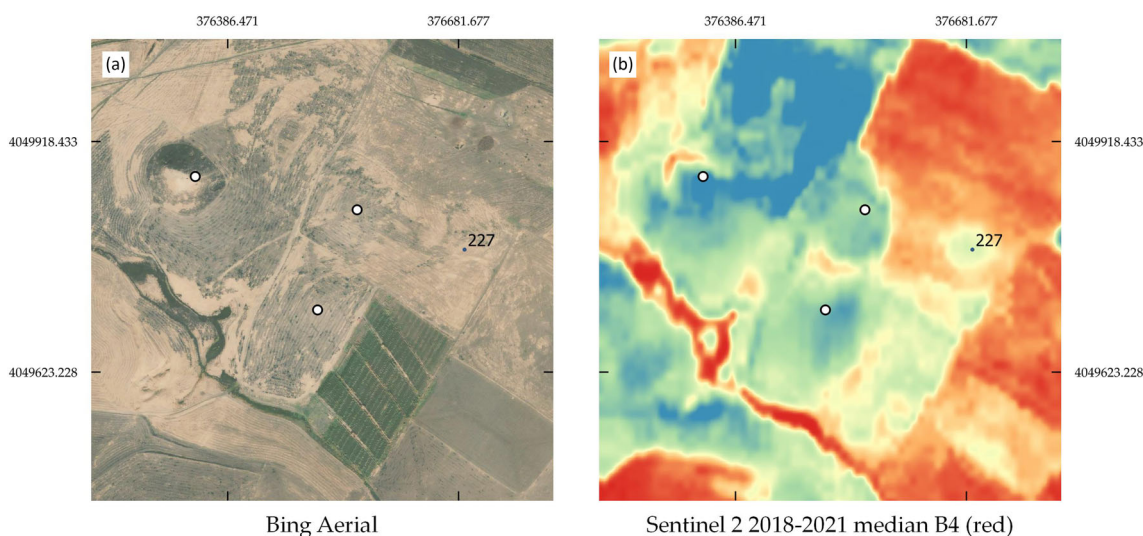 376386.471 376681.677 376386.471 376681.677
(a) (b)
4049918.433 4049918.433
227 227
4049623.228 4049623.228
Bing Aerial Sentinel 2 2018-2021 median B4 (red)